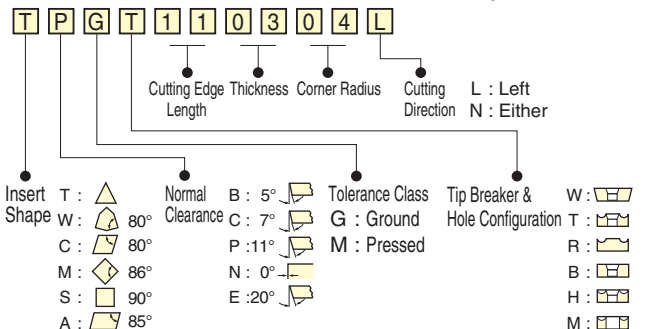 T P G T 1 1 0 3 0 4 L
Cutting Edge Length
Thickness
Corner Radius
Cutting Direction
L : Left
N : Either
Insert Shape
T :
W : 80°
C : 80°
M : 86°
S : 90°
A : 85°
Normal Clearance
B : 5°
C : 7°
P :11°
N : 0°
E :20°
Tolerance Class
G : Ground
M : Pressed
Tip Breaker &
Hole Configuration
W :
T :
R :
B :
H :
M :